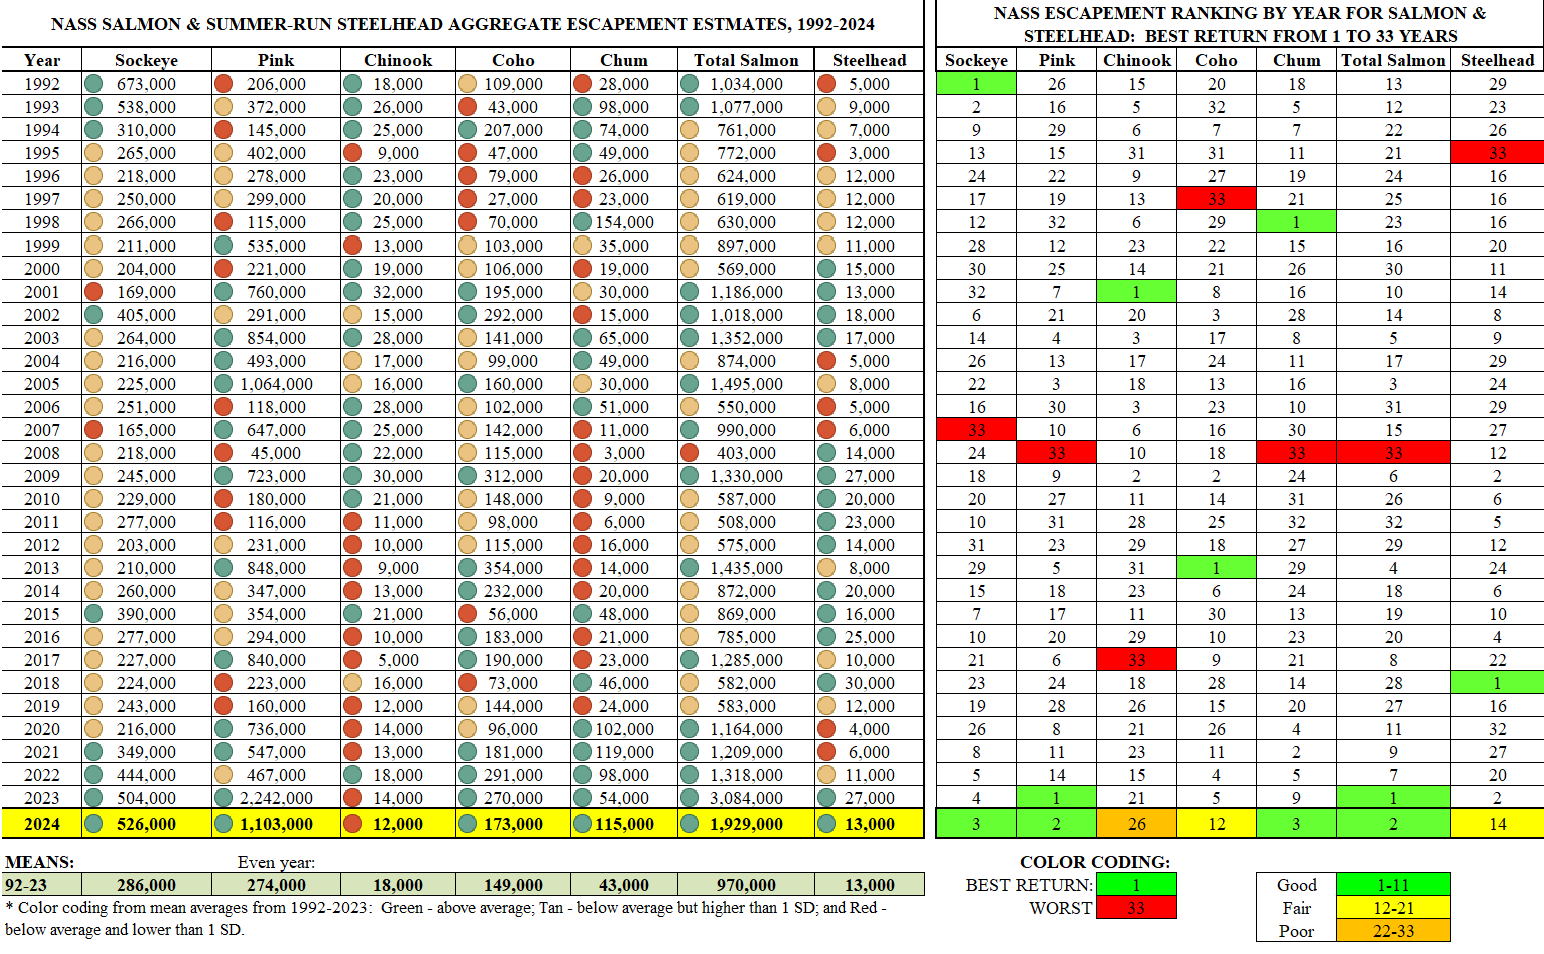 NASS SALMON & SUMMER-RUN STEELHEAD AGGREGATE ESCAPEMENT ESTMATES, 1992-2024
Year Sockeye Pink Chinook Coho Chum Total Salmon Steelhead
1992 673,000 206,000 18,000 109,000 28,000 1,034,000 5,000
1993 538,000 372,000 26,000 43,000 98,000 1,077,000 9,000
1994 310,000 145,000 25,000 207,000 74,000 761,000 7,000
1995 265,000 402,000 9,000 47,000 49,000 772,000 3,000
1996 218,000 278,000 23,000 79,000 26,000 624,000 12,000
1997 250,000 299,000 20,000 27,000 23,000 619,000 12,000
1998 266,000 115,000 25,000 70,000 154,000 630,000 12,000
1999 211,000 535,000 13,000 103,000 35,000 897,000 11,000
2000 204,000 221,000 19,000 106,000 19,000 569,000 15,000
2001 169,000 760,000 32,000 195,000 30,000 1,186,000 13,000
2002 405,000 291,000 15,000 292,000 15,000 1,018,000 18,000
2003 264,000 854,000 28,000 141,000 65,000 1,352,000 17,000
2004 216,000 493,000 17,000 99,000 49,000 874,000 5,000
2005 225,000 1,064,000 16,000 160,000 30,000 1,495,000 8,000
2006 251,000 118,000 28,000 102,000 51,000 550,000 5,000
2007 165,000 647,000 25,000 142,000 11,000 990,000 6,000
2008 218,000 45,000 22,000 115,000 3,000 403,000 14,000
2009 245,000 723,000 30,000 312,000 20,000 1,330,000 27,000
2010 229,000 180,000 21,000 148,000 9,000 587,000 20,000
2011 277,000 116,000 11,000 98,000 6,000 508,000 23,000
2012 203,000 231,000 10,000 115,000 16,000 575,000 14,000
2013 210,000 848,000 9,000 354,000 14,000 1,435,000 8,000
2014 260,000 347,000 13,000 232,000 20,000 872,000 20,000
2015 390,000 354,000 21,000 56,000 48,000 869,000 16,000
2016 277,000 294,000 10,000 183,000 21,000 785,000 25,000
2017 227,000 840,000 5,000 190,000 23,000 1,285,000 10,000
2018 224,000 223,000 16,000 73,000 46,000 582,000 30,000
2019 243,000 160,000 12,000 144,000 24,000 583,000 12,000
2020 216,000 736,000 14,000 96,000 102,000 1,164,000 4,000
2021 349,000 547,000 13,000 181,000 119,000 1,209,000 6,000
2022 444,000 467,000 18,000 291,000 98,000 1,318,000 11,000
2023 504,000 2,242,000 14,000 270,000 54,000 3,084,000 27,000
2024 526,000 1,103,000 12,000 173,000 115,000 1,929,000 13,000
MEANS: Even year:
92-23 286,000 274,000 18,000 149,000 43,000 970,000 13,000
* Color coding from mean averages from 1992-2023: Green - above average; Tan - below average but higher than 1 SD; and Red -
below average and lower than 1 SD.
NASS ESCAPEMENT RANKING BY YEAR FOR SALMON &
STEELHEAD: BEST RETURN FROM 1 TO 33 YEARS
Sockeye Pink Chinook Coho Chum Total Salmon Steelhead
1 26 15 20 18 13 29
2 16 5 32 5 12 23
9 29 6 7 7 22 26
13 15 31 31 11 21 33
24 22 9 27 19 24 16
17 19 13 33 21 25 16
12 32 6 29 1 23 16
28 12 23 22 15 16 20
30 25 14 21 26 30 11
32 7 1 8 16 10 14
6 21 20 3 28 14 8
14 4 3 17 8 5 9
26 13 17 24 11 17 29
22 3 18 13 16 3 24
16 30 3 23 10 31 29
33 10 6 16 30 15 27
24 33 10 18 33 33 12
18 9 2 2 24 6 2
20 27 11 14 31 26 6
10 31 28 25 32 32 5
31 23 29 18 27 29 12
29 5 31 1 29 4 24
15 18 23 6 24 18 6
7 17 11 30 13 19 10
10 20 29 10 23 20 4
21 6 33 9 21 8 22
23 24 18 28 14 28 1
19 28 26 15 20 27 16
26 8 21 26 4 11 32
8 11 23 11 2 9 27
5 14 15 4 5 7 20
4 1 21 5 9 1 2
3 2 26 12 3 2 14
COLOR CODING:
BEST RETURN: 1
WORST 33
Good 1-11
Fair 12-21
Poor 22-33